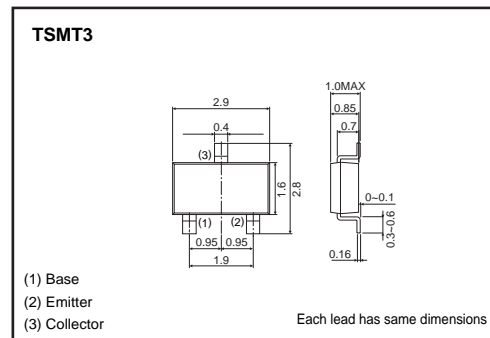 TSMT3
1.0MAX
2.9
0.85
0.4
0.7
(3)
1.6
2.8
0~0.1
(1)
(2)
0.3~0.6
0.95
0.95
0.16
1.9
(1) Base
(2) Emitter
(3) Collector
Each lead has same dimensions